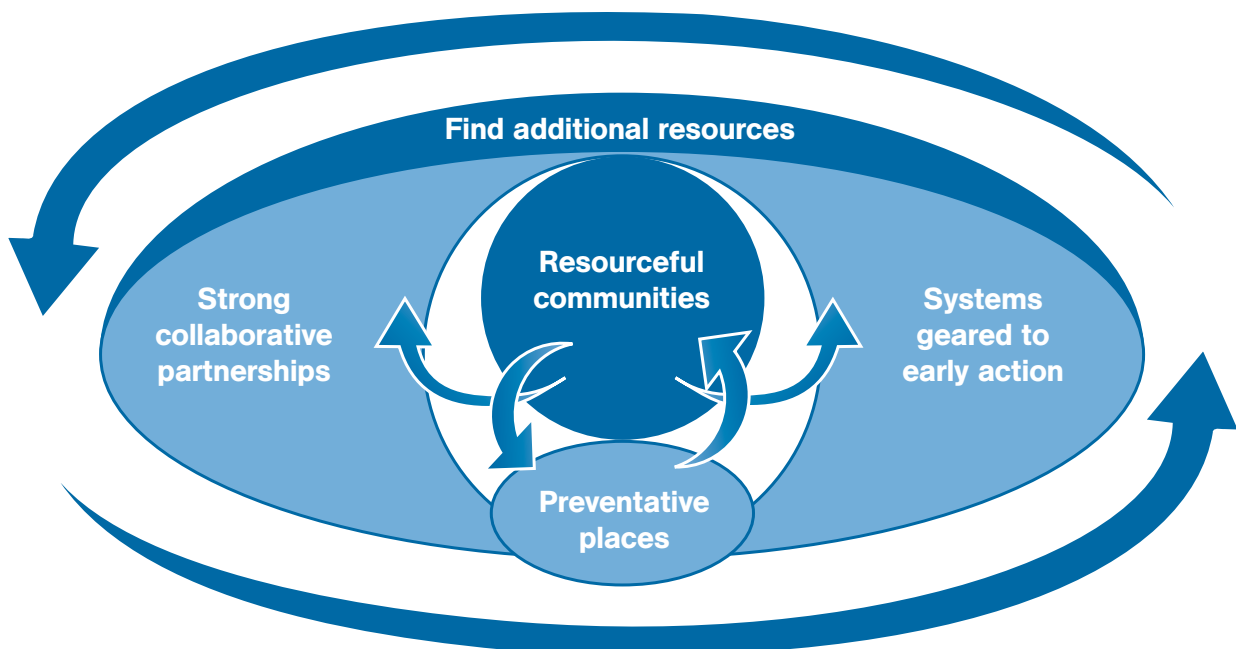 Find additional resources
Resourceful
communities
Strong
collaborative
partnerships
Systems
geared to
early action
Preventative
places